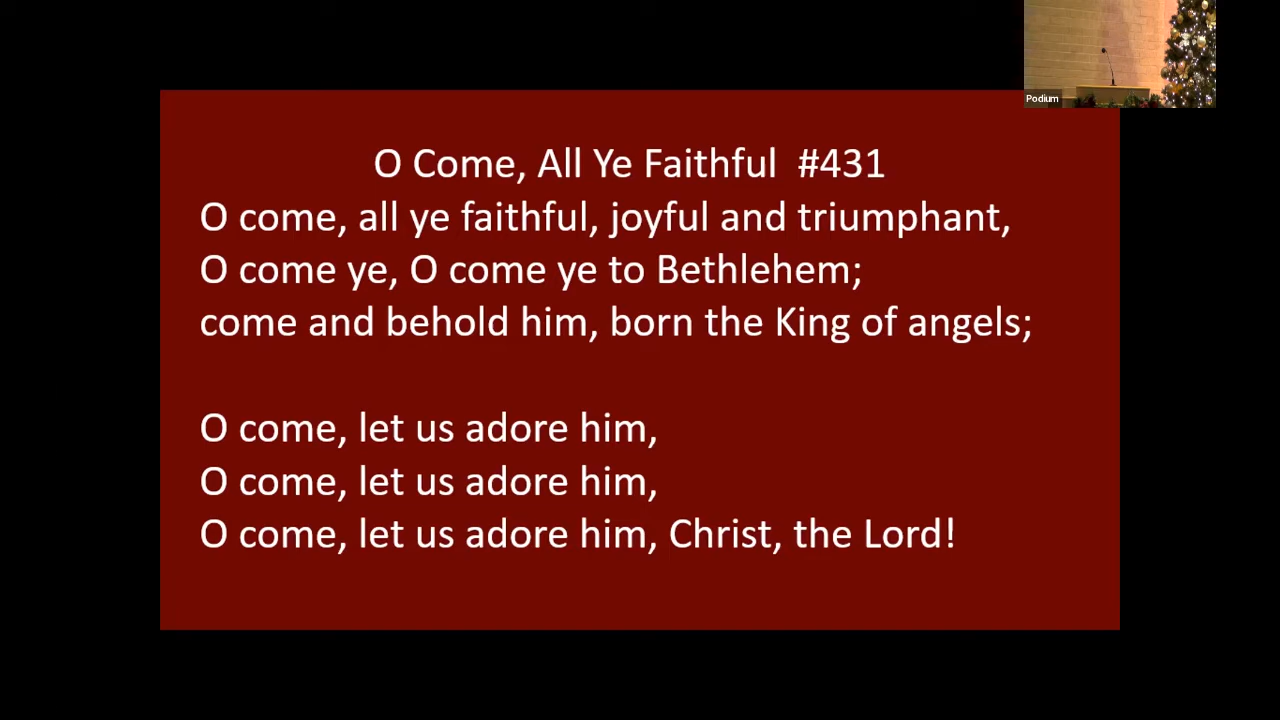 Podium
O Come, All Ye Faithful  #431
O come, all ye faithful, joyful and triumphant,
O come ye, O come ye to Bethlehem;
come and behold him, born the King of angels;
O come, let us adore him,
O come, let us adore him,
O come, let us adore him, Christ, the Lord!